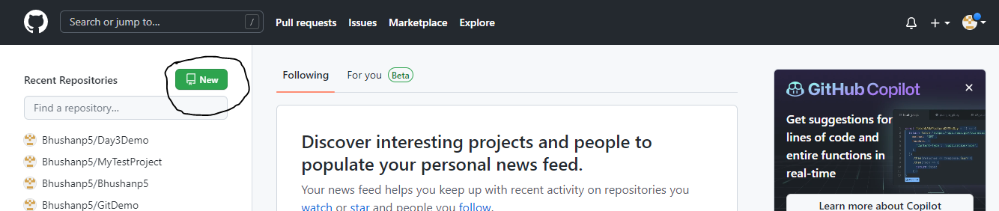 Search or jump to... /
Pull requests Issues Marketplace Explore
Recent Repositories
New
Find a repository...
Bhushanp5/Day3Demo
Bhushanp5/MyTestProject
Bhushanp5/Bhushanp5
Bhushanp5/GitDemo
Following For you Beta
Discover interesting projects and people to
populate your personal news feed.
Your news feed helps you keep up with recent activity on repositories you
watch or star and people you follow.
GitHub Copilot
Get suggestions for
lines of code and
entire functions in
real-time
Learn more about Copilot